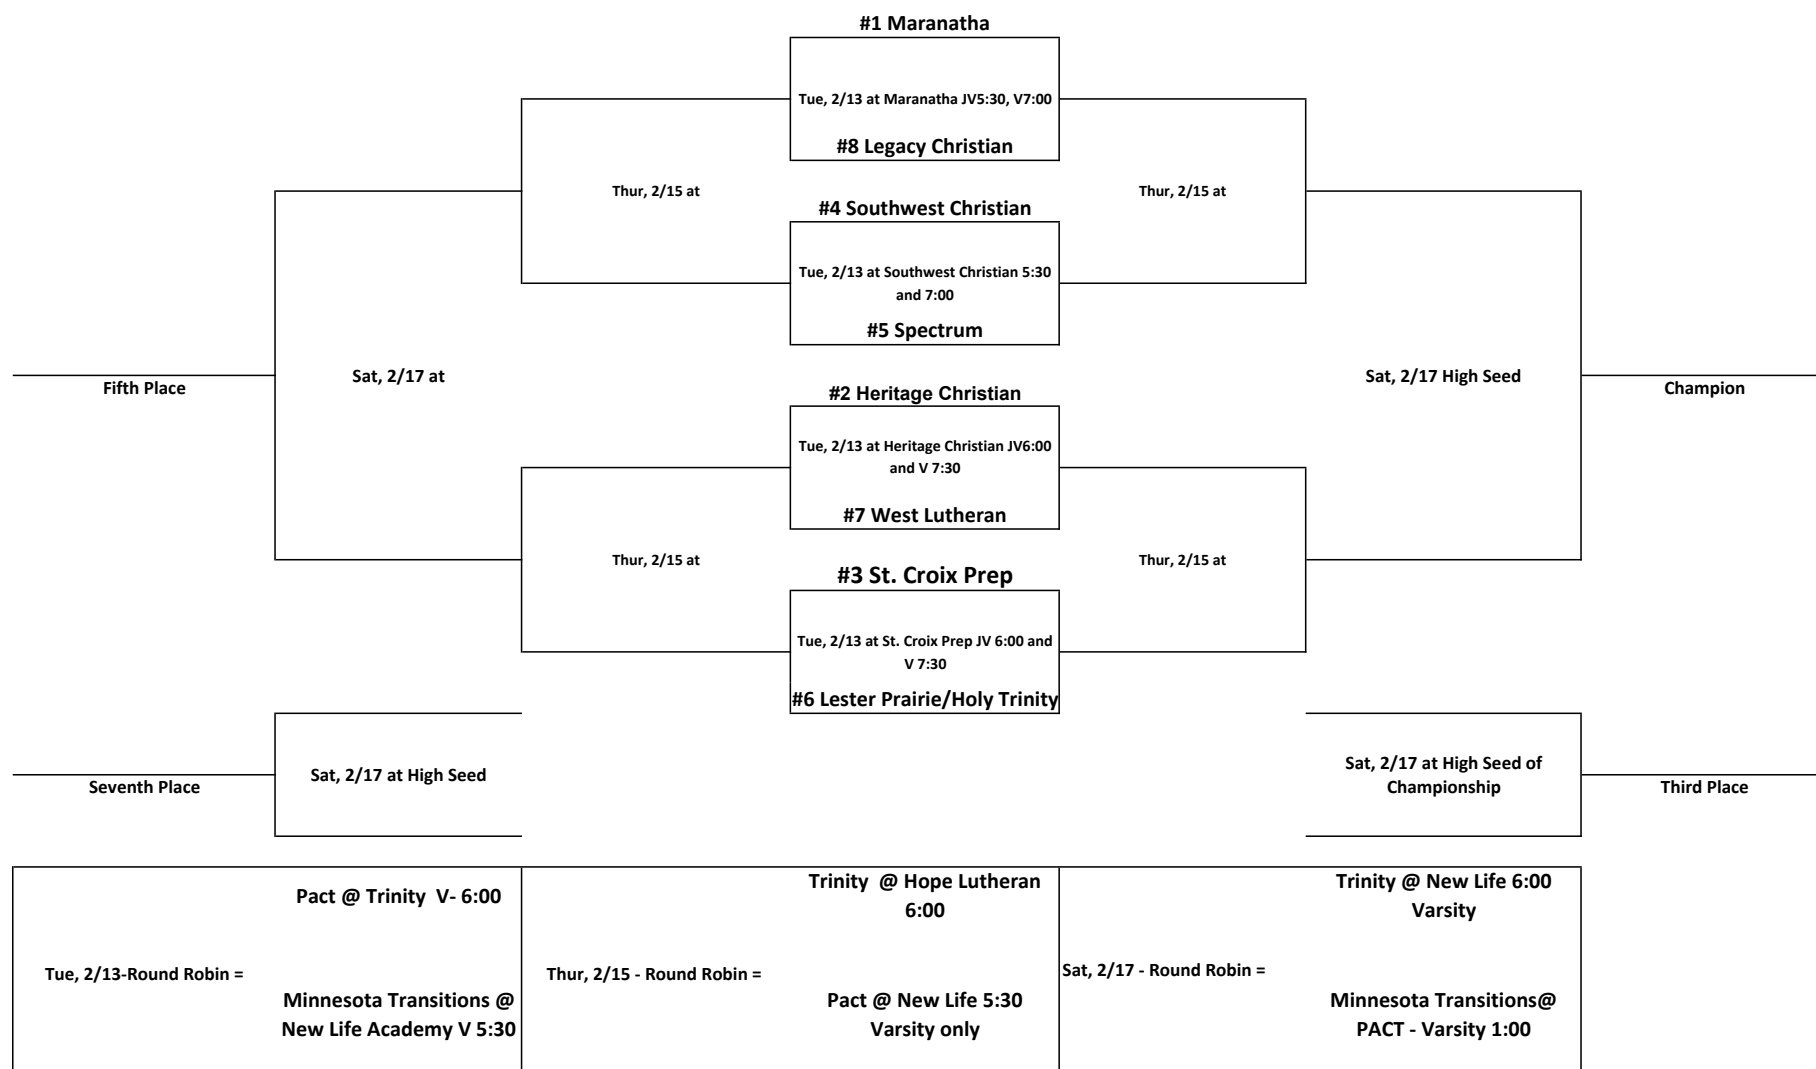 #1 Maranatha
Tue, 2/13 at Maranatha JV5:30, V7:00
#8 Legacy Christian
Thur, 2/15 at
Thur, 2/15 at
#4 Southwest Christian
Tue, 2/13 at Southwest Christian 5:30
and 7:00
#5 Spectrum
Fifth Place
Sat, 2/17 at
Sat, 2/17 High Seed
Champion
#2 Heritage Christian
Tue, 2/13 at Heritage Christian JV6:00
and V 7:30
#7 West Lutheran
Thur, 2/15 at
Thur, 2/15 at
#3 St. Croix Prep
Tue, 2/13 at St. Croix Prep JV 6:00 and
V 7:30
#6 Lester Prairie/Holy Trinity
Seventh Place
Sat, 2/17 at High Seed
Sat, 2/17 at High Seed of
Championship
Third Place
Tue, 2/13-Round Robin =
Pact @ Trinity  V- 6:00
Minnesota Transitions @
New Life Academy V 5:30
Thur, 2/15 - Round Robin =
Trinity  @ Hope Lutheran
6:00
Pact @ New Life 5:30
Varsity only
Sat, 2/17 - Round Robin =
Trinity @ New Life 6:00
Varsity
Minnesota Transitions@
PACT - Varsity 1:00